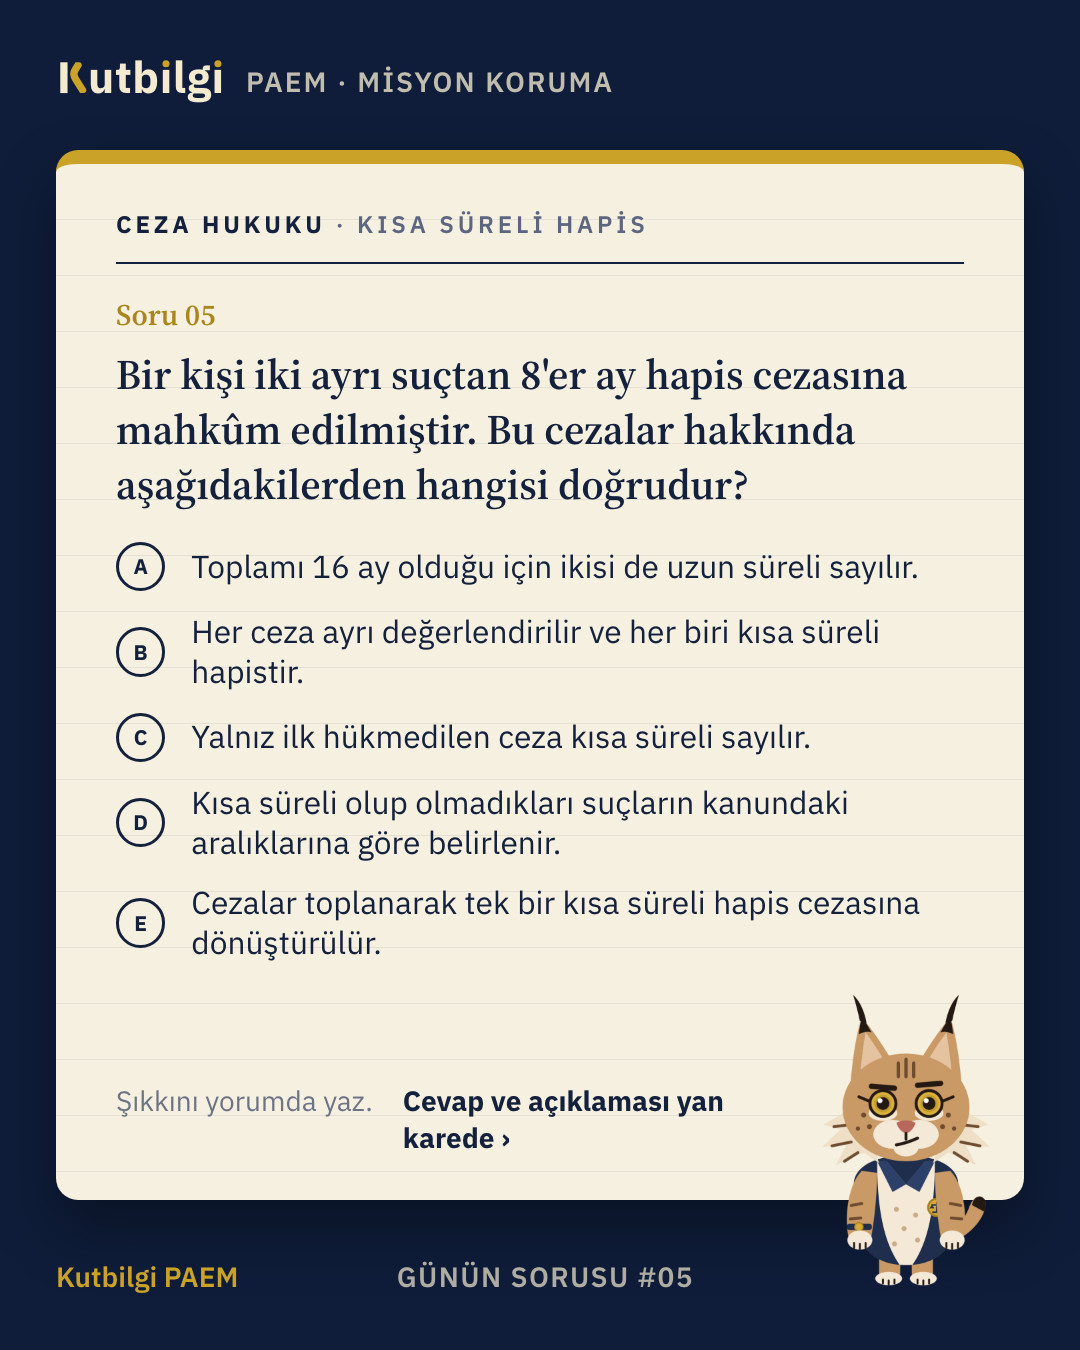 Kutbilgi PAEM · MİSYON KORUMA
CEZA HUKUKU · KISA SÜRELİ HAPİS
Soru 05
Bir kişi iki ayrı suçtan 8'er ay hapis cezasına
mahkûm edilmiştir. Bu cezalar hakkında
aşağıdakilerden hangisi doğrudur?
A Toplamı 16 ay olduğu için ikisi de uzun süreli sayılır.
B Her ceza ayrı değerlendirilir ve her biri kısa süreli
hapistir.
C Yalnız ilk hükmedilen ceza kısa süreli sayılır.
D Kısa süreli olup olmadıkları suçların kanundaki
aralıklarına göre belirlenir.
E Cezalar toplanarak tek bir kısa süreli hapis cezasına
dönüştürülür.
Şıkkını yorumda yaz. Cevap ve açıklaması yan
karede ›
Kutbilgi PAEM GÜNÜN SORUSU #05